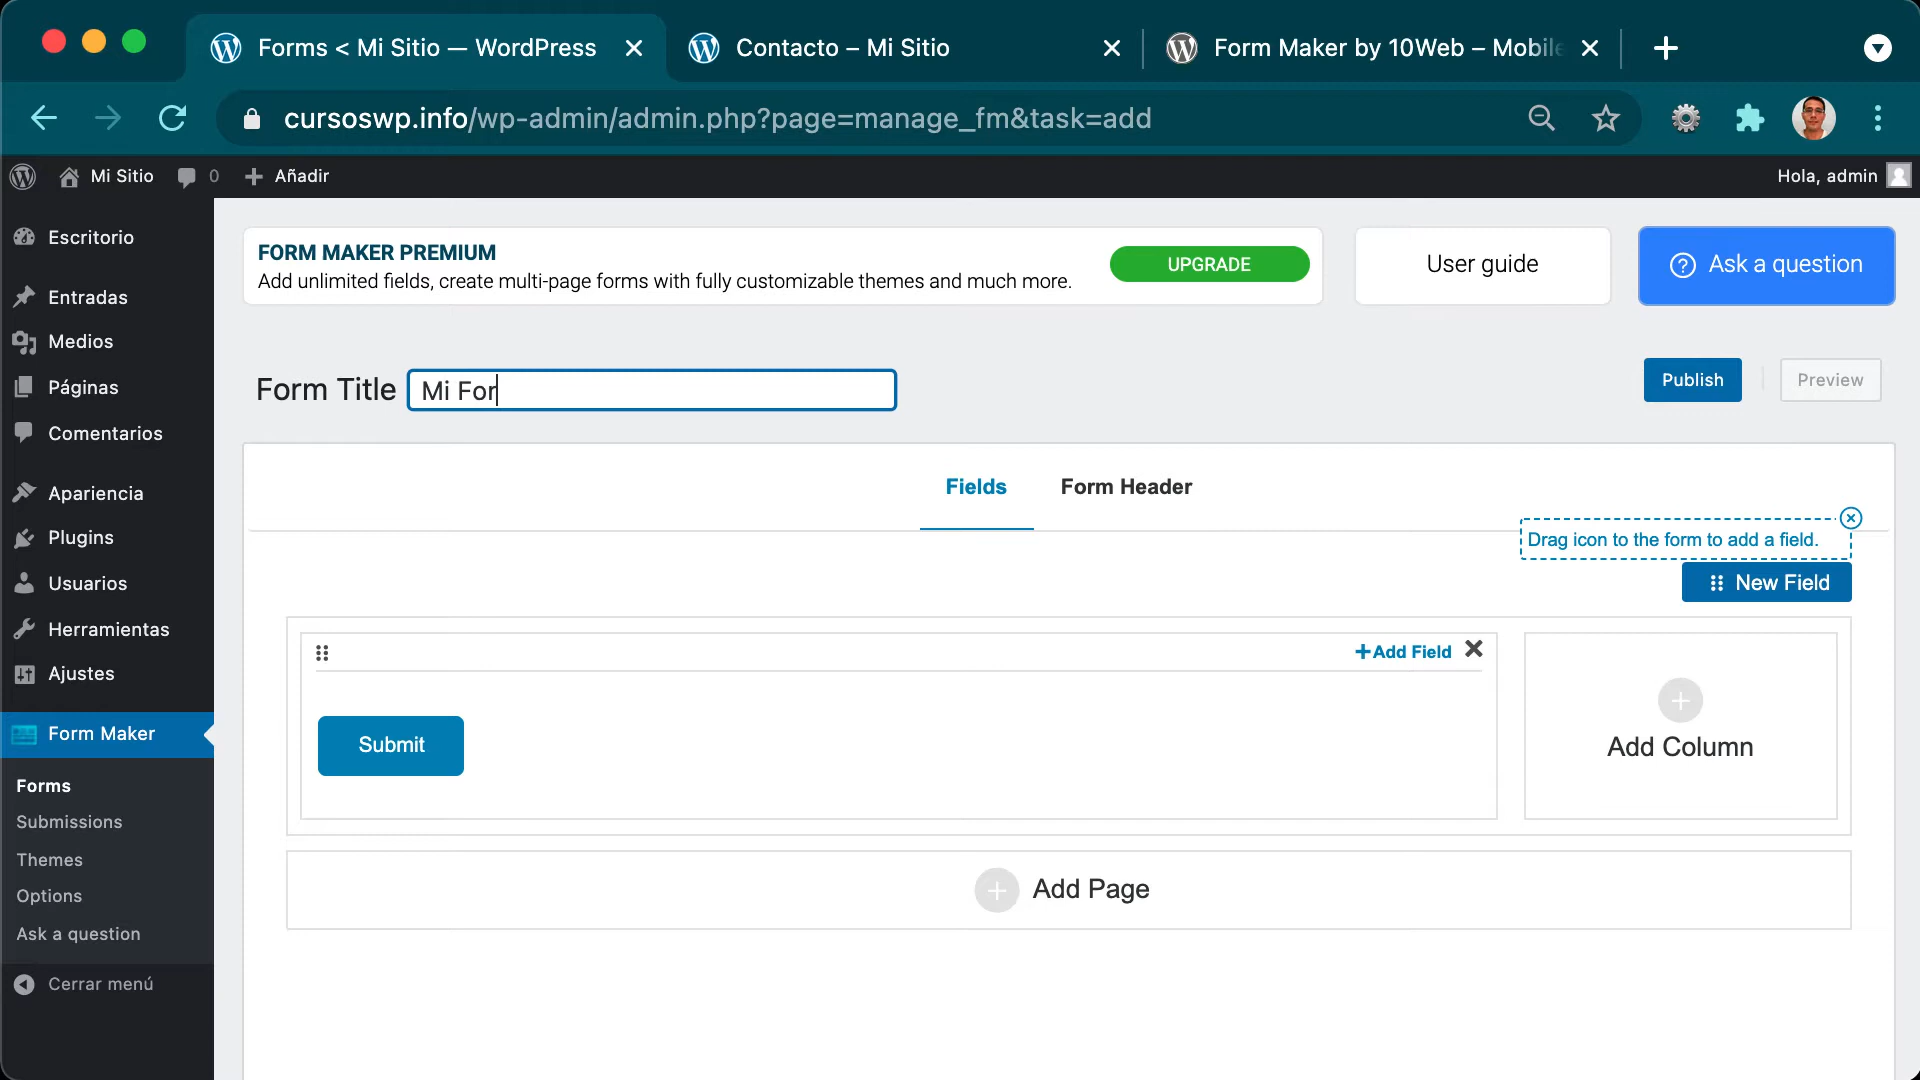 Forms < Mi Sitio — WordPress
Contacto – Mi Sitio
Form Maker by 10Web – Mobile
cursoswp.info/wp-admin/admin.php?page=manage_fm&task=add
Mi Sitio
0
Añadir
Hola, admin
Escritorio
Entradas
Medios
Páginas
Comentarios
Apariencia
Plugins
Usuarios
Herramientas
Ajustes
Form Maker
Forms
Submissions
Themes
Options
Ask a question
Cerrar menú
FORM MAKER PREMIUM
Add unlimited fields, create multi-page forms with fully customizable themes and much more.
UPGRADE
User guide
Ask a question
Form Title
Mi For
Publish
Preview
Fields
Form Header
Drag icon to the form to add a field.
New Field
+Add Field
Submit
Add Column
Add Page